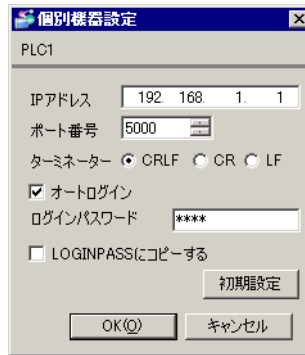 個別機器設定
PLC1
IPアドレス 192. 168. 1. 1
ポート番号 5000
ターミネーター CRLF CR LF
オートログイン
ログインパスワード ****
LOGINPASSにコピーする
初期設定
OK(O) キャンセル